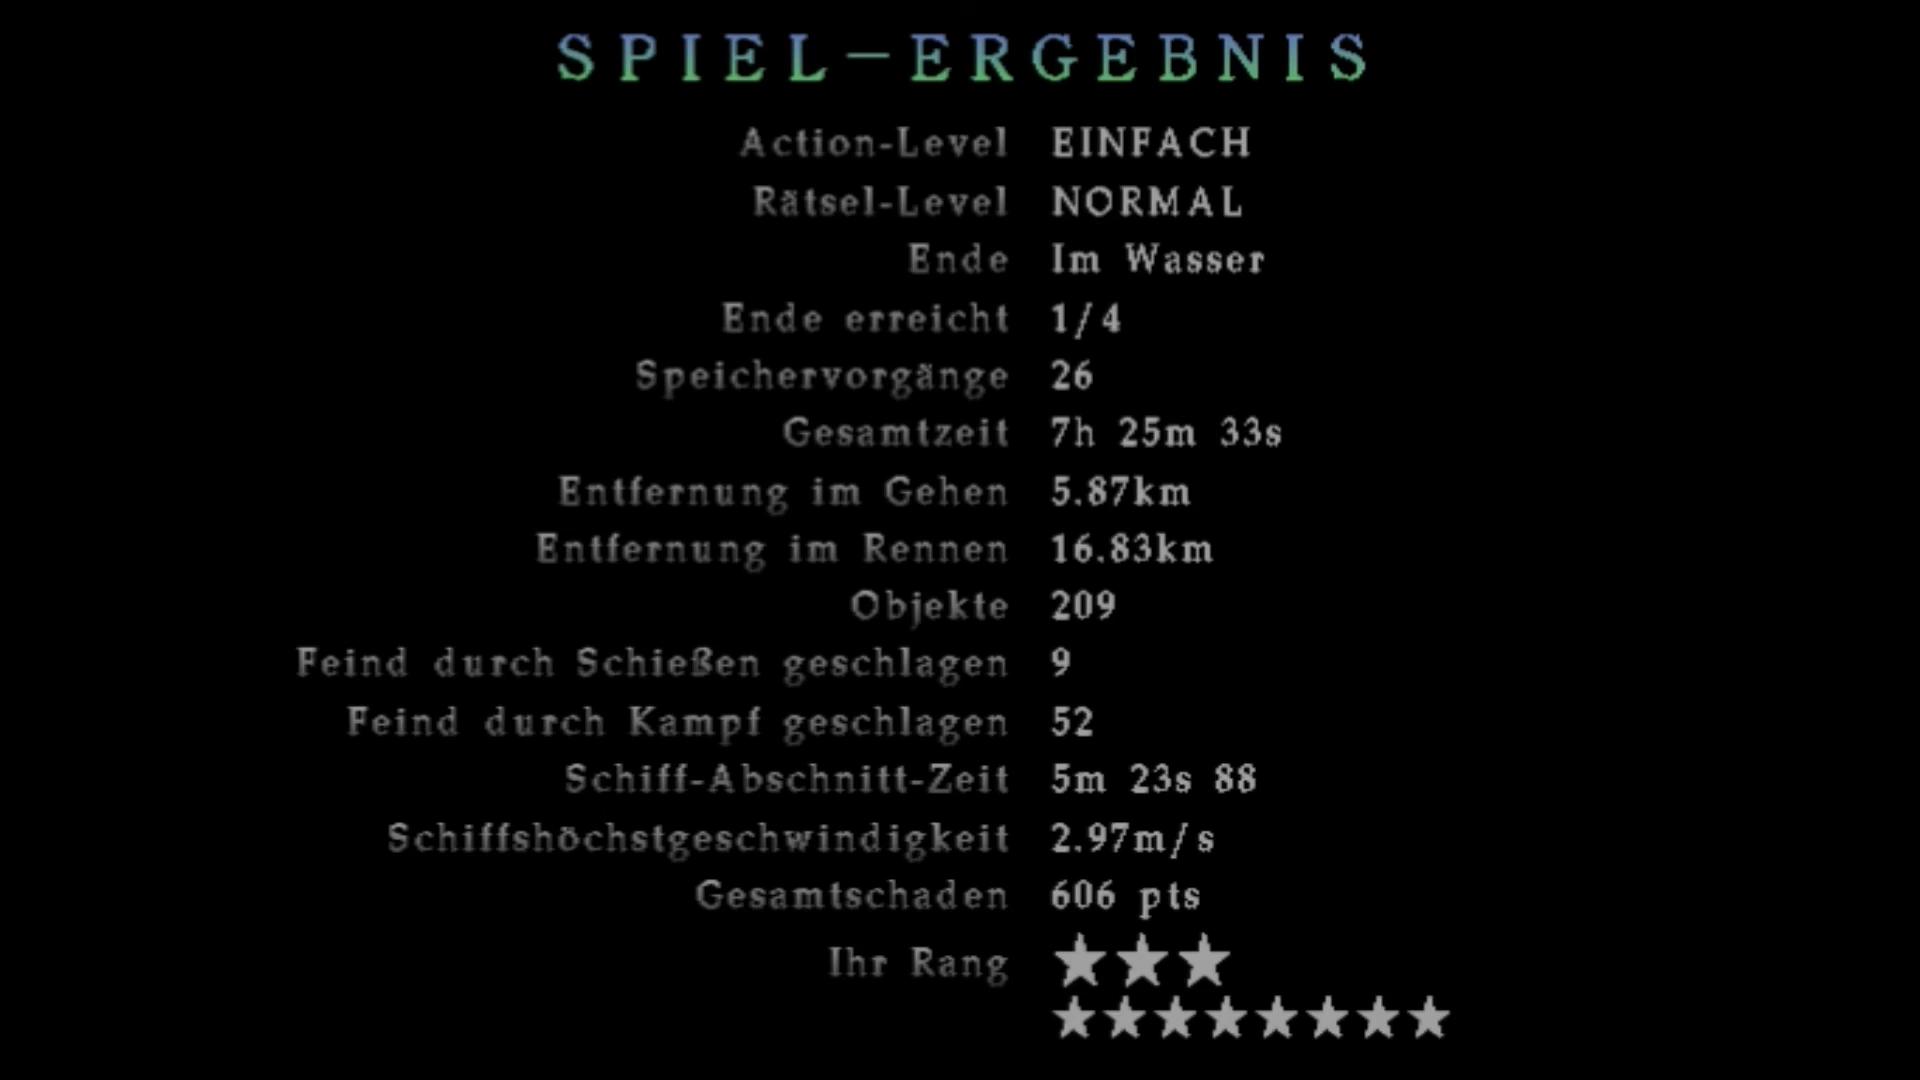 SPIEL-ERGEBNIS
Action-Level EINFACH
Rätsel-Level NORMAL
Ende Im Wasser
Ende erreicht 1/4
Speichervorgänge 26
Gesamtzeit 7h 25m 33s
Entfernung im Gehen 5.87km
Entfernung im Rennen 16.83km
Objekte 209
Feind durch Schießen geschlagen 9
Feind durch Kampf geschlagen 52
Schiff-Abschnitt-Zeit 5m 23s 88
Schiffshöchstgeschwindigkeit 2.97m/s
Gesamtschaden 606 pts
Ihr Rang ★★★
★★★★★★★★